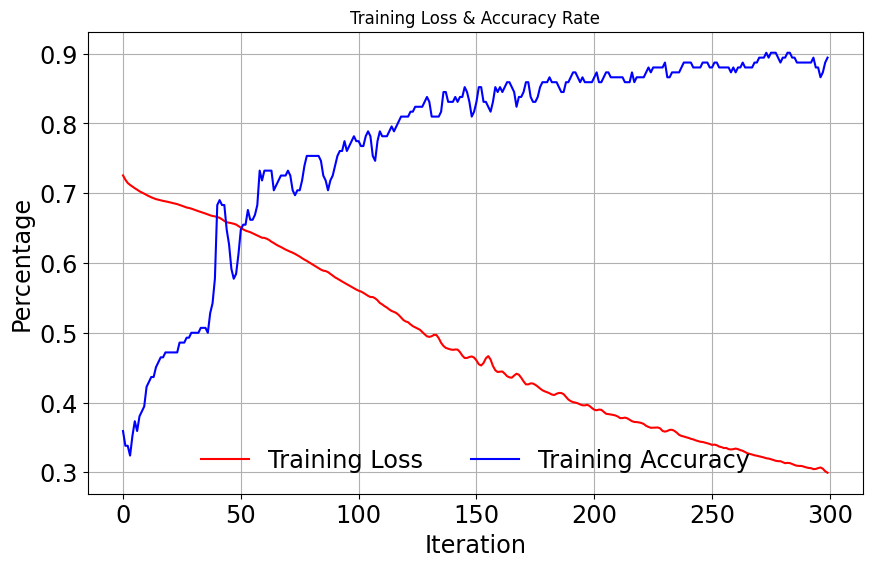 Training Loss & Accuracy Rate
0.9
0.8
0.7
0.6
0.5
0.4
0.3
Percentage
Training Loss
Training Accuracy
0
50
100
150
200
250
300
Iteration